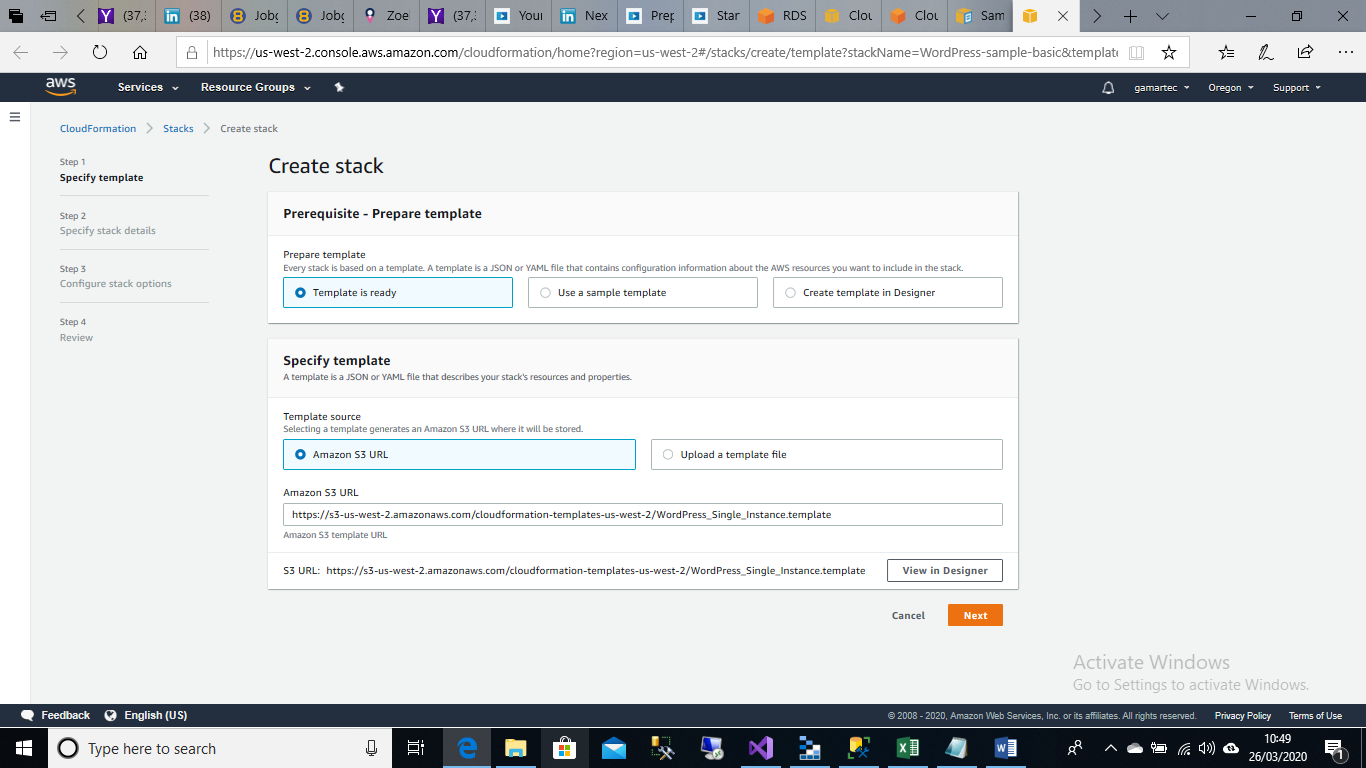 (37,:
(38)
Jobg
Jobg
Zoe
(37,:
Your
Nex
Prep
Star
RDS
Clou
Clou
Sam
https://us-west-2.console.aws.amazon.com/cloudformation/home?region=us-west-2#/stacks/create/template?stackName=WordPress-sample-basic&template
aws
Services
Resource Groups
gamartec
Oregon
Support
CloudFormation
Stacks
Create stack
Step 1
Specify template
Step 2
Specify stack details
Step 3
Configure stack options
Step 4
Review
Create stack
Prerequisite - Prepare template
Prepare template
Every stack is based on a template. A template is a JSON or YAML file that contains configuration information about the AWS resources you want to include in the stack.
Template is ready
Use a sample template
Create template in Designer
Specify template
A template is a JSON or YAML file that describes your stack's resources and properties.
Template source
Selecting a template generates an Amazon S3 URL where it will be stored.
Amazon S3 URL
Upload a template file
Amazon S3 URL
https://s3-us-west-2.amazonaws.com/cloudformation-templates-us-west-2/WordPress_Single_Instance.template
Amazon S3 template URL
S3 URL: https://s3-us-west-2.amazonaws.com/cloudformation-templates-us-west-2/WordPress_Single_Instance.template
View in Designer
Cancel
Next
Activate Windows
Go to Settings to activate Windows.
Feedback
English (US)
© 2008 - 2020, Amazon Web Services, Inc. or its affiliates. All rights reserved.
Privacy Policy
Terms of Use
Type here to search
10:49
26/03/2020
1